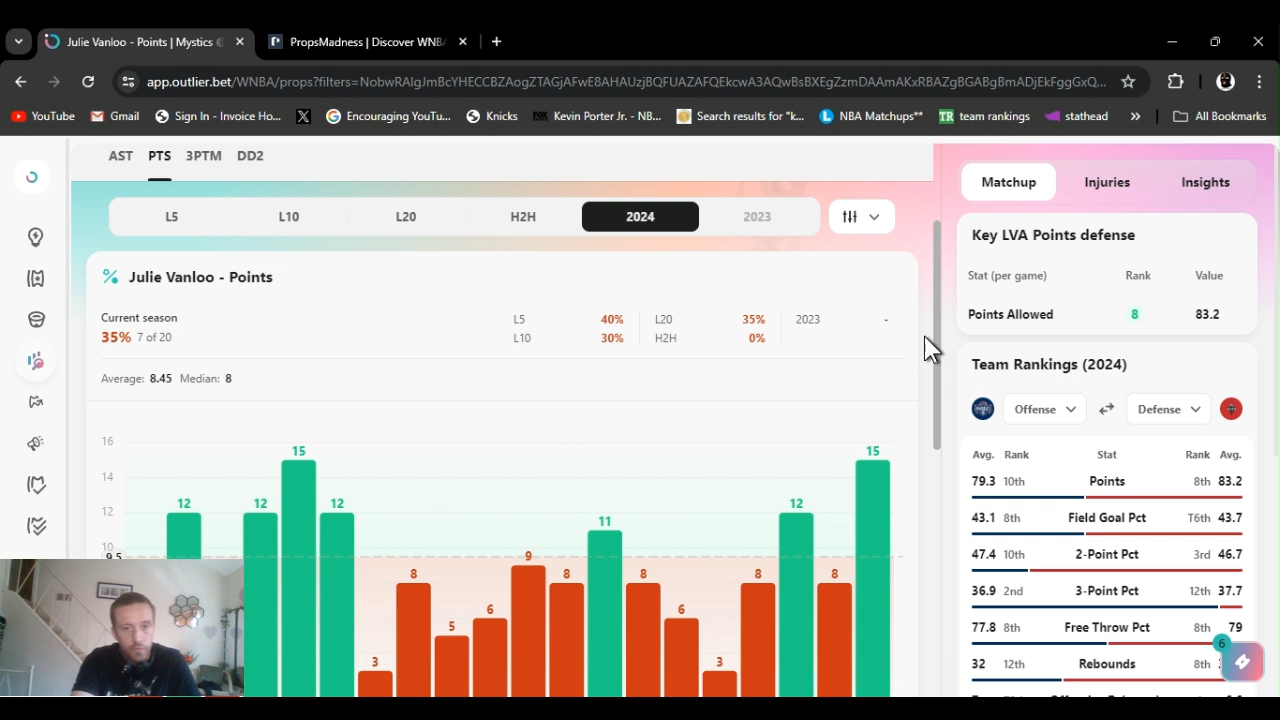 Julie Vanloo - Points | Mystics
PropsMadness | Discover WNB
app.outlier.bet/WNBA/props?filters=NobwRAlgJmBcYHECCBZAogZTAGjAFwE8AHAUzjBQFUAZAFQEkcwA3AQwBsBXEgZzmDAAmAKxRBAZgBGABgBmADjEkFggGxQ...
YouTube
Gmail
Sign In - Invoice Ho...
Encouraging YouTu...
Knicks
Kevin Porter Jr. - NB...
Search results for "k...
NBA Matchups**
TR team rankings
stathead
All Bookmarks
AST PTS 3PTM DD2
L5 L10 L20 H2H 2024 2023
Julie Vanloo - Points
Current season
35% 7 of 20
L5 40% L20 35% 2023 -
L10 30% H2H 0%
Average: 8.45 Median: 8
16
14
12
10
9.5
12 12 15 12 3 8 5 6 9 8 11 8 6 3 8 12 8 15
Matchup Injuries Insights
Key LVA Points defense
Stat (per game) Rank Value
Points Allowed 8 83.2
Team Rankings (2024)
Offense Defense
Avg. Rank Stat Rank Avg.
79.3 10th Points 8th 83.2
43.1 8th Field Goal Pct T6th 43.7
47.4 10th 2-Point Pct 3rd 46.7
36.9 2nd 3-Point Pct 12th 37.7
77.8 8th Free Throw Pct 8th 79
32 12th Rebounds 8th
6